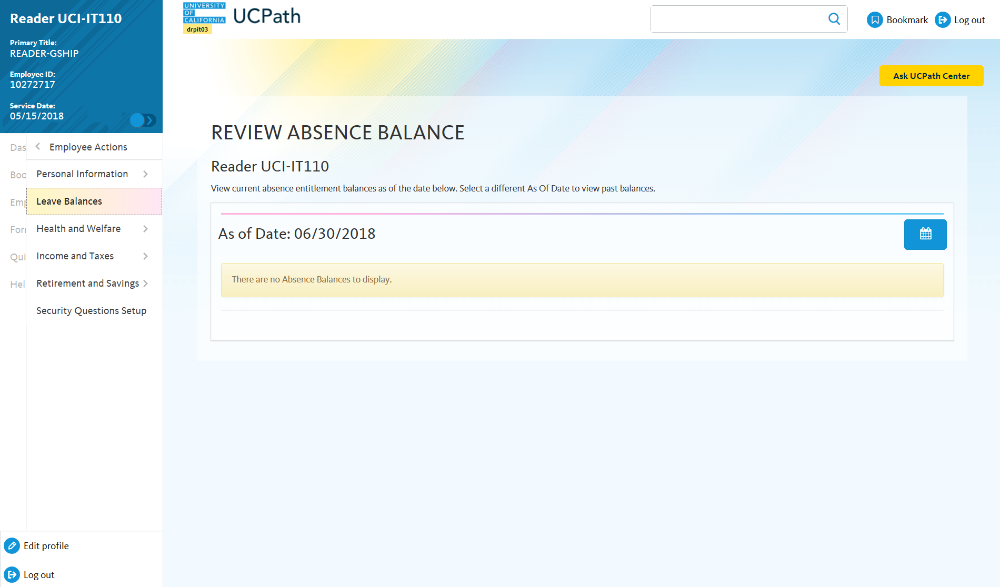 Reader UCI-IT110
Primary Title:
READER-GSHIP
Employee ID:
10272717
Service Date:
05/15/2018
UNIVERSITY
OF
CALIFORNIA
UCPath
drpit03
Bookmark
Log out
Ask UCPath Center
Das
Boo
Emp
For
Qui
Hel
Employee Actions
Personal Information
Leave Balances
Health and Welfare
Income and Taxes
Retirement and Savings
Security Questions Setup
REVIEW ABSENCE BALANCE
Reader UCI-IT110
View current absence entitlement balances as of the date below. Select a different As Of Date to view past balances.
As of Date: 06/30/2018
There are no Absence Balances to display.
Edit profile
Log out